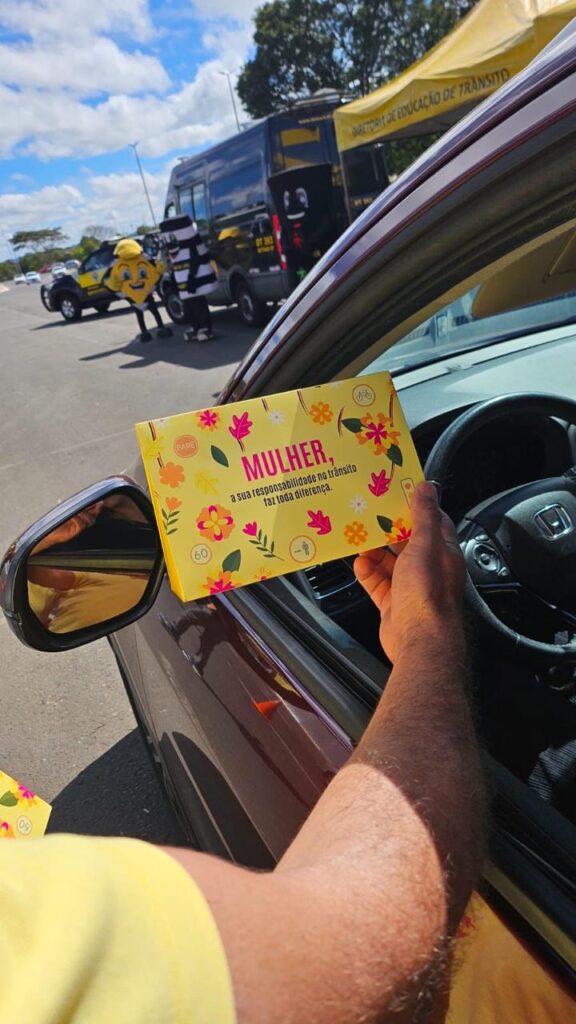 DIRETORIA DE EDUCAÇÃO DE TRÂNSITO
PARE
MULHER,
a sua responsabilidade no trânsito
faz toda diferença.
60